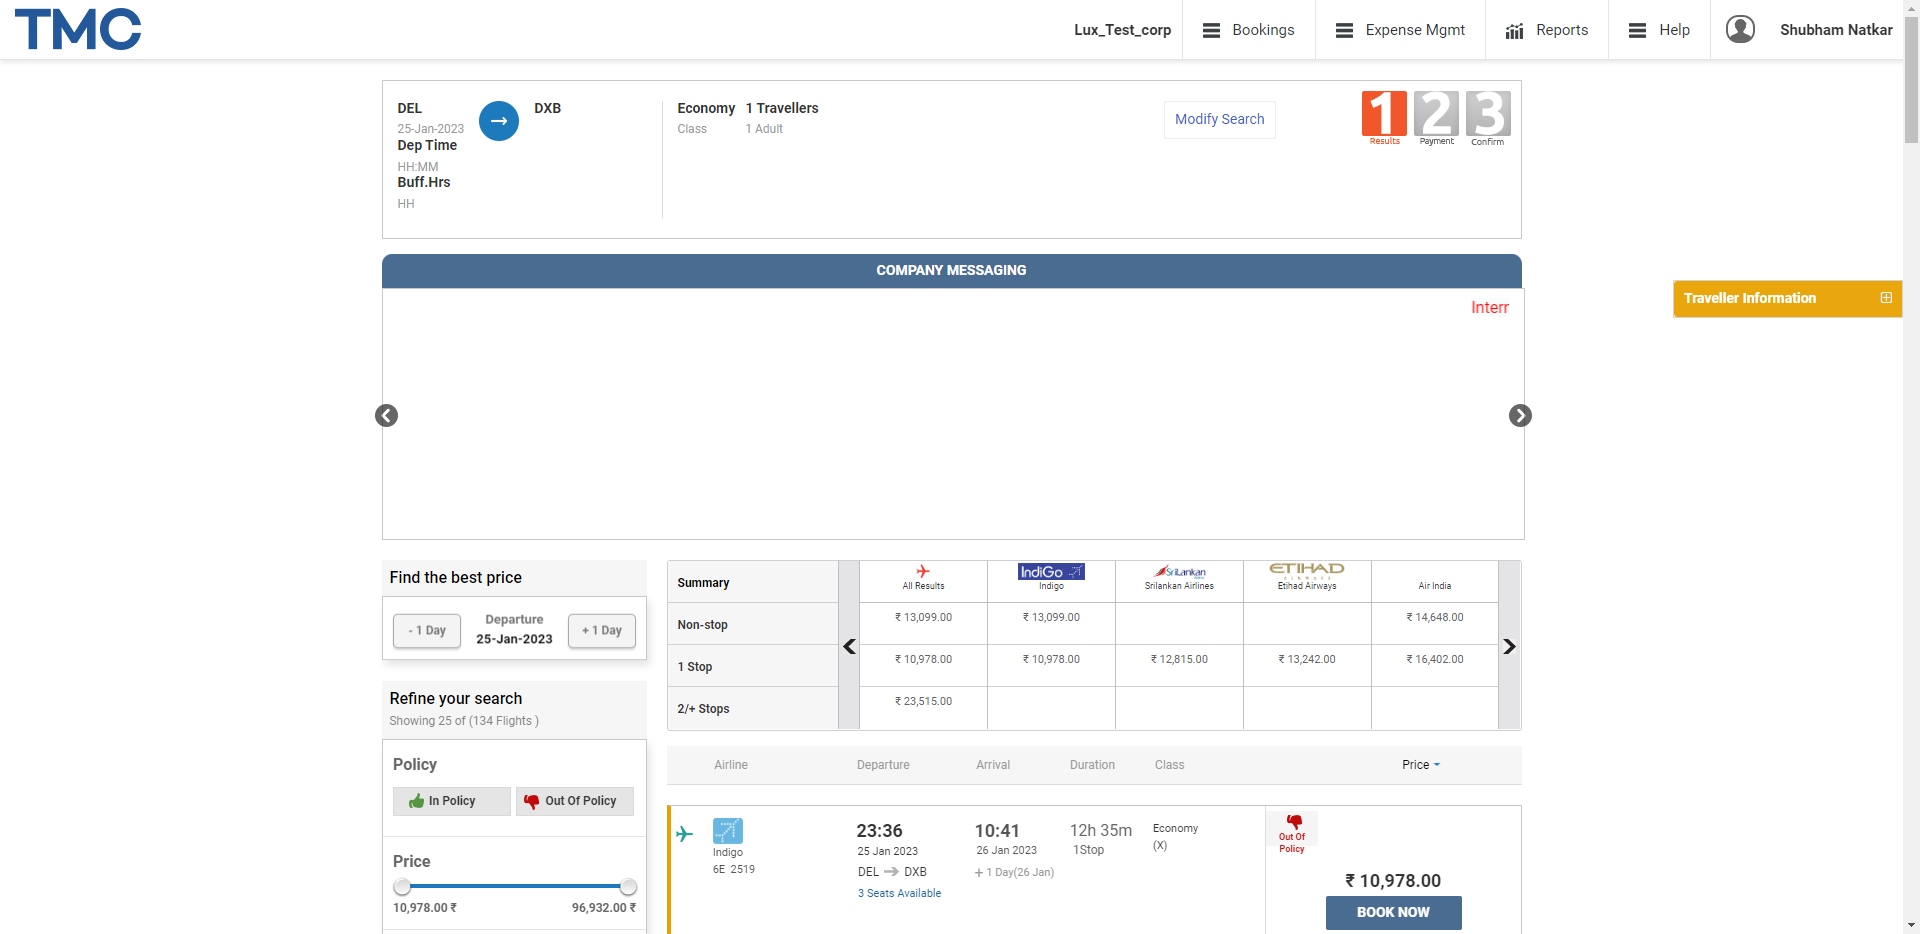 TMC
Lux_Test_corp
Bookings
Expense Mgmt
Reports
Help
Shubham Natkar
DEL
25-Jan-2023
Dep Time
HH:MM
Buff.Hrs
HH
DXB
Economy
Class
1 Travellers
1 Adult
Modify Search
1
Results
2
Payment
3
Confirm
COMPANY MESSAGING
Interr
Traveller Information
Find the best price
- 1 Day
Departure
25-Jan-2023
+ 1 Day
Refine your search
Showing 25 of (134 Flights )
Policy
In Policy
Out Of Policy
Price
10,978.00 ₹
96,932.00 ₹
Summary
All Results
IndiGo
Indigo
SriLankan
Srilankan Airlines
ETIHAD
AIRWAYS
Etihad Airways
Air India
Non-stop
₹ 13,099.00
₹ 13,099.00
₹ 14,648.00
1 Stop
₹ 10,978.00
₹ 10,978.00
₹ 12,815.00
₹ 13,242.00
₹ 16,402.00
2/+ Stops
₹ 23,515.00
Airline
Departure
Arrival
Duration
Class
Price
Indigo
6E 2519
23:36
25 Jan 2023
DEL
DXB
3 Seats Available
10:41
26 Jan 2023
+ 1 Day(26 Jan)
12h 35m
1Stop
Economy
(X)
Out Of
Policy
₹ 10,978.00
BOOK NOW